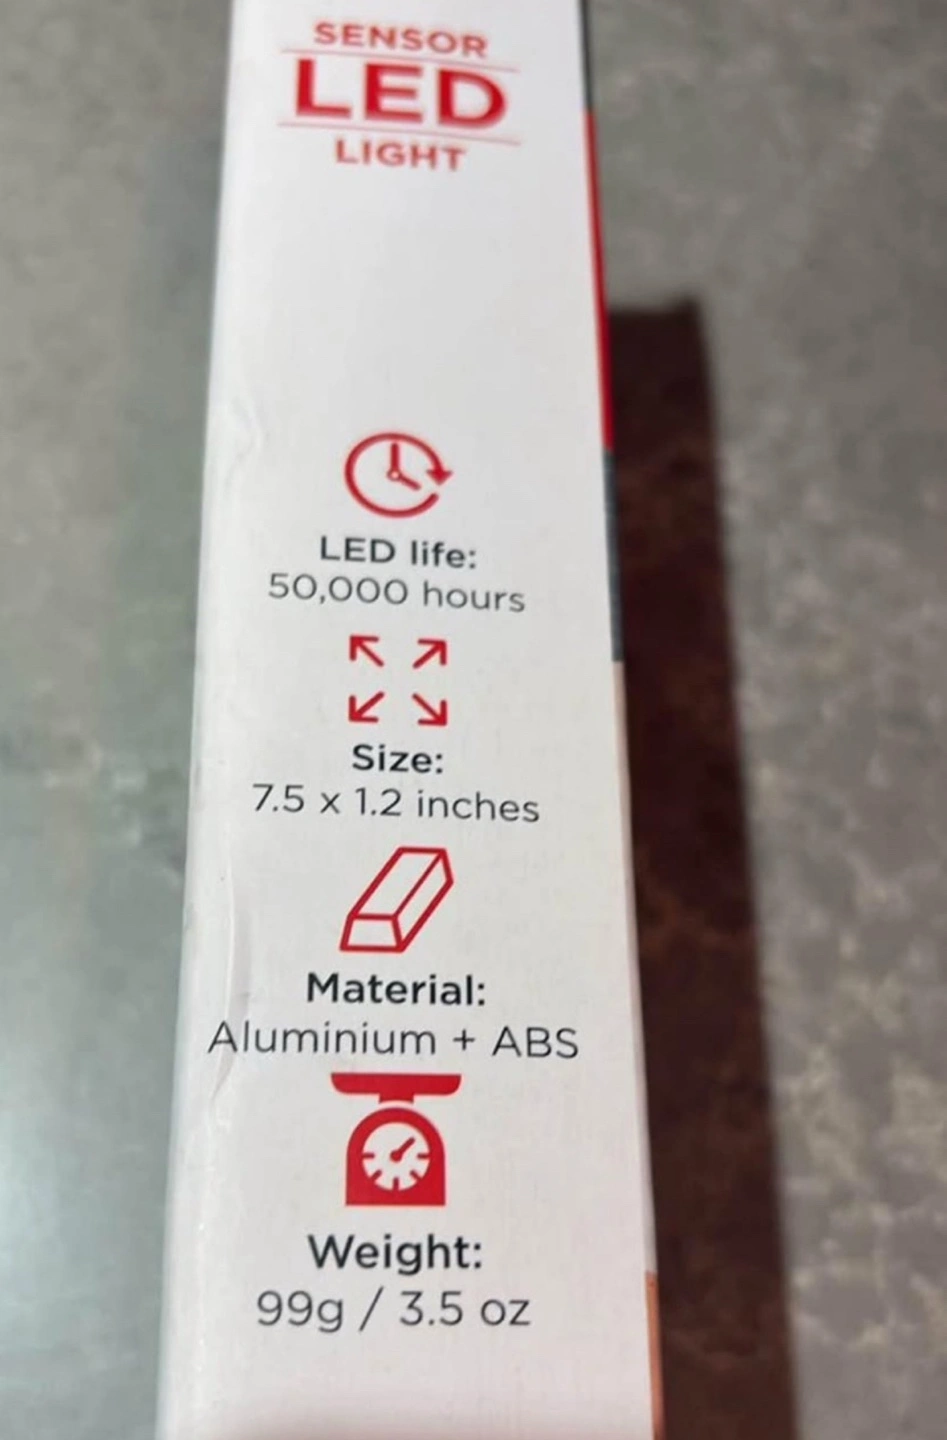 SENSOR
LED
LIGHT
LED life:
50,000 hours
Size:
7.5 x 1.2 inches
Material:
Aluminium + ABS
Weight:
99g / 3.5 oz